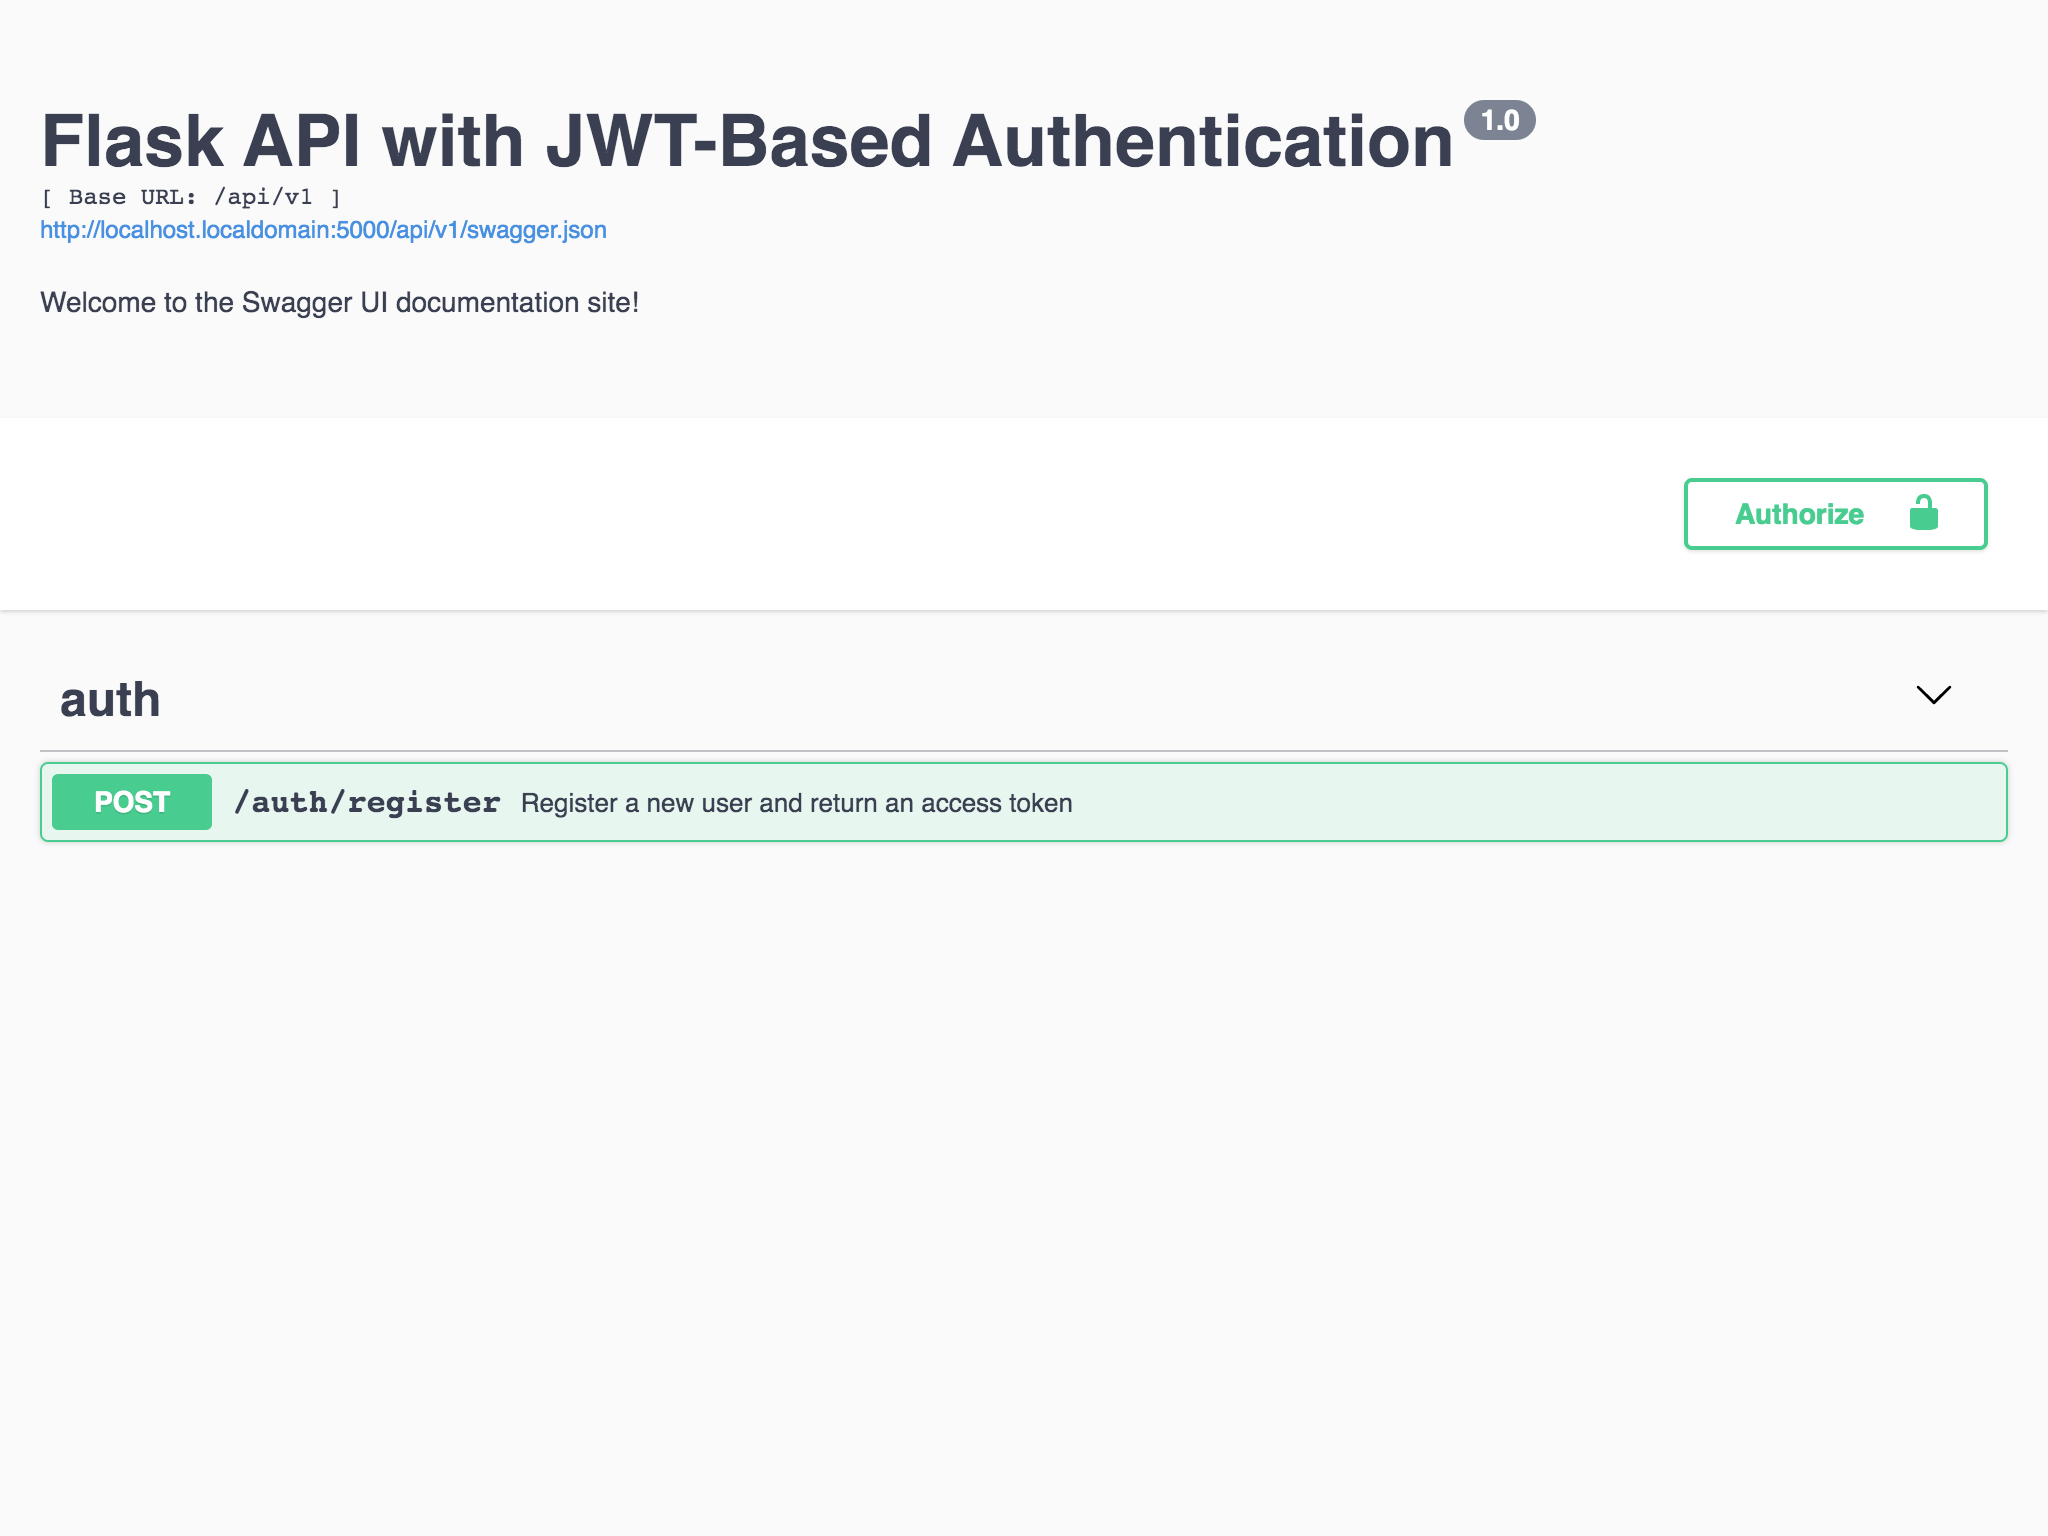 Flask API with JWT-Based Authentication 1.0
[ Base URL: /api/v1 ]
http://localhost.localdomain:5000/api/v1/swagger.json
Welcome to the Swagger UI documentation site!
Authorize
auth
POST /auth/register Register a new user and return an access token